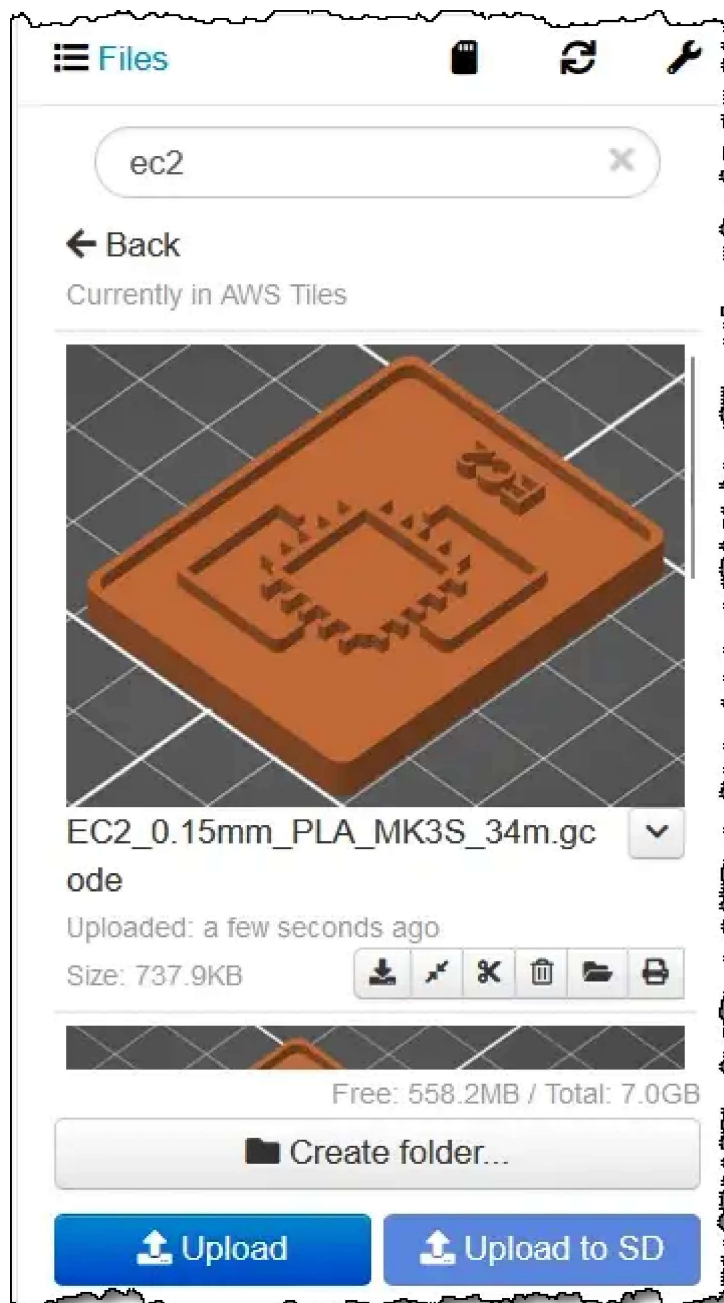 Files
ec2
Back
Currently in AWS Tiles
EC2
EC2_0.15mm_PLA_MK3S_34m.gc
ode
Uploaded: a few seconds ago
Size: 737.9KB
Free: 558.2MB / Total: 7.0GB
Create folder...
Upload
Upload to SD